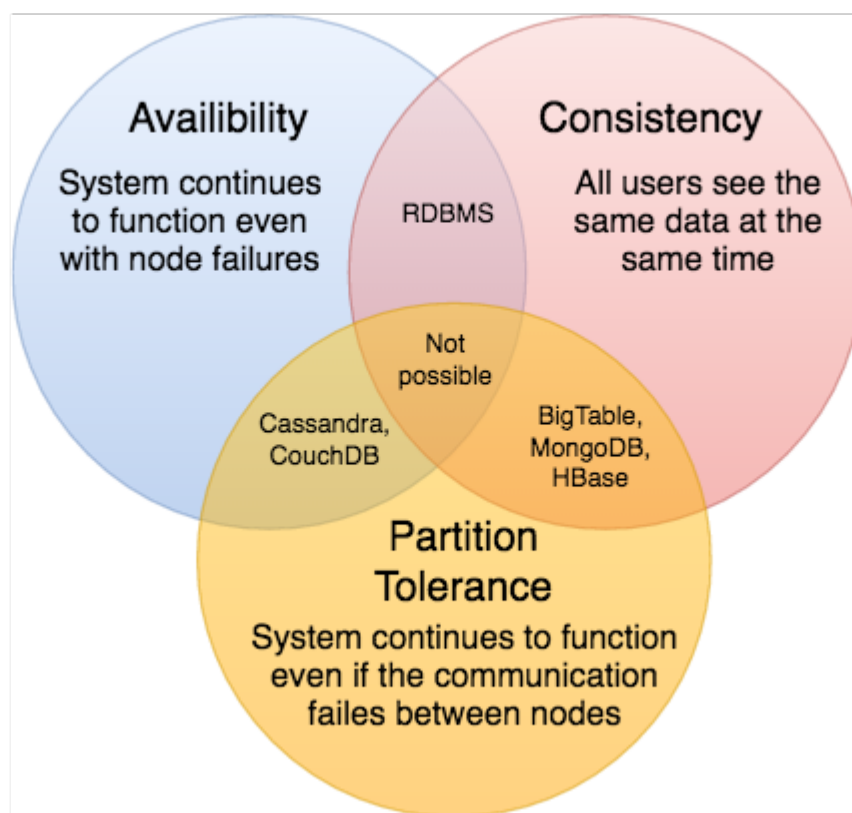 Availibility
System continues
to function even
with node failures
Consistency
All users see the
same data at the
same time
RDBMS
Not
possible
Cassandra,
CouchDB
BigTable,
MongoDB,
HBase
Partition
Tolerance
System continues to function
even if the communication
failes between nodes